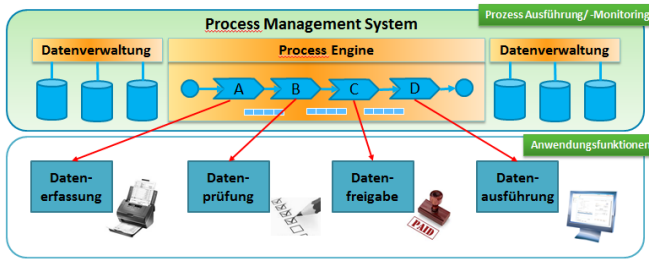 Prozess Ausführung/-Monitoring
Process Management System
Datenverwaltung
Process Engine
Datenverwaltung
A B C D
Anwendungsfunktionen
Daten-
erfassung
Daten-
prüfung
Daten-
freigabe
Daten-
ausführung
PAID